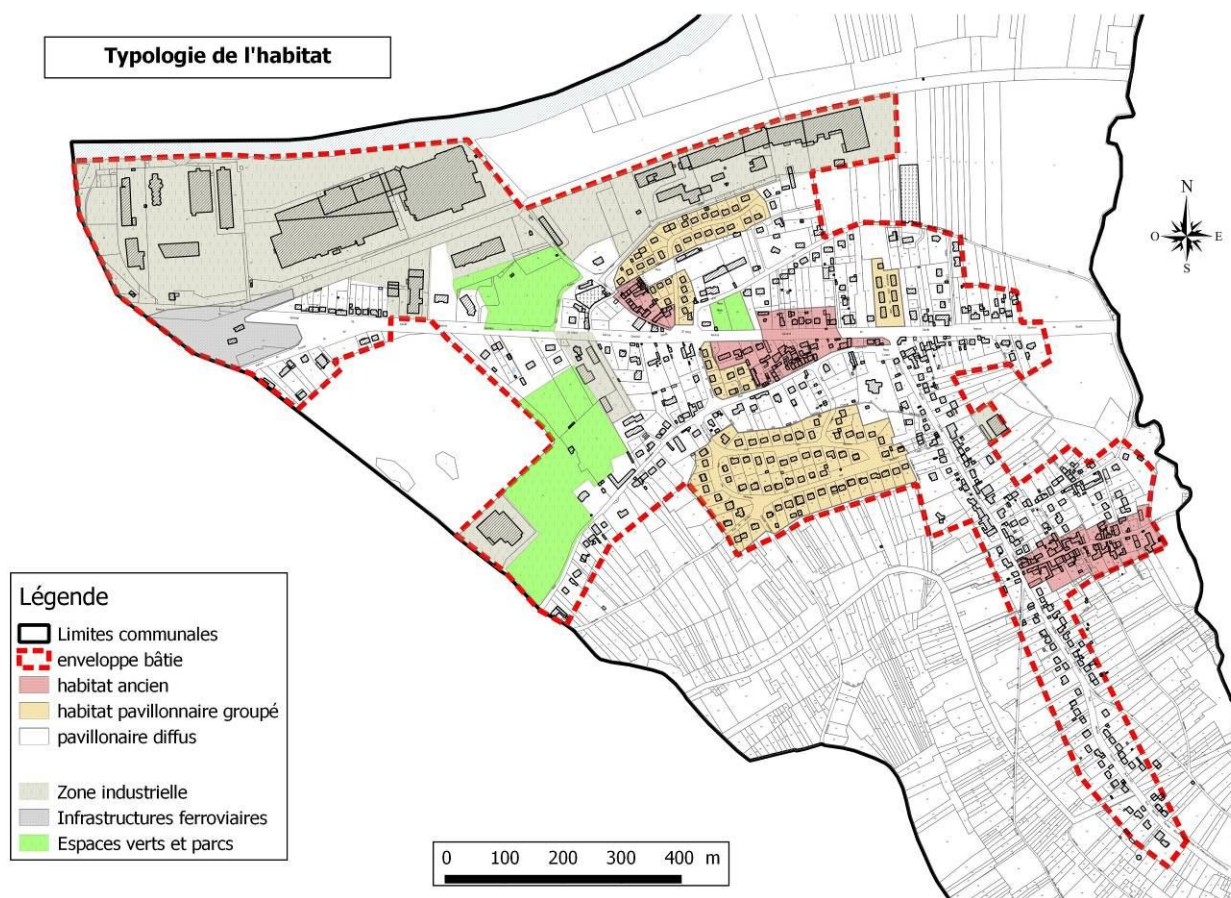 Typologie de l'habitat
N
O
E
S
Légende
Limites communales
enveloppe bâtie
habitat ancien
habitat pavillonnaire groupé
pavillonaire diffus
Zone industrielle
Infrastructures ferroviaires
Espaces verts et parcs
0 100 200 300 400 m